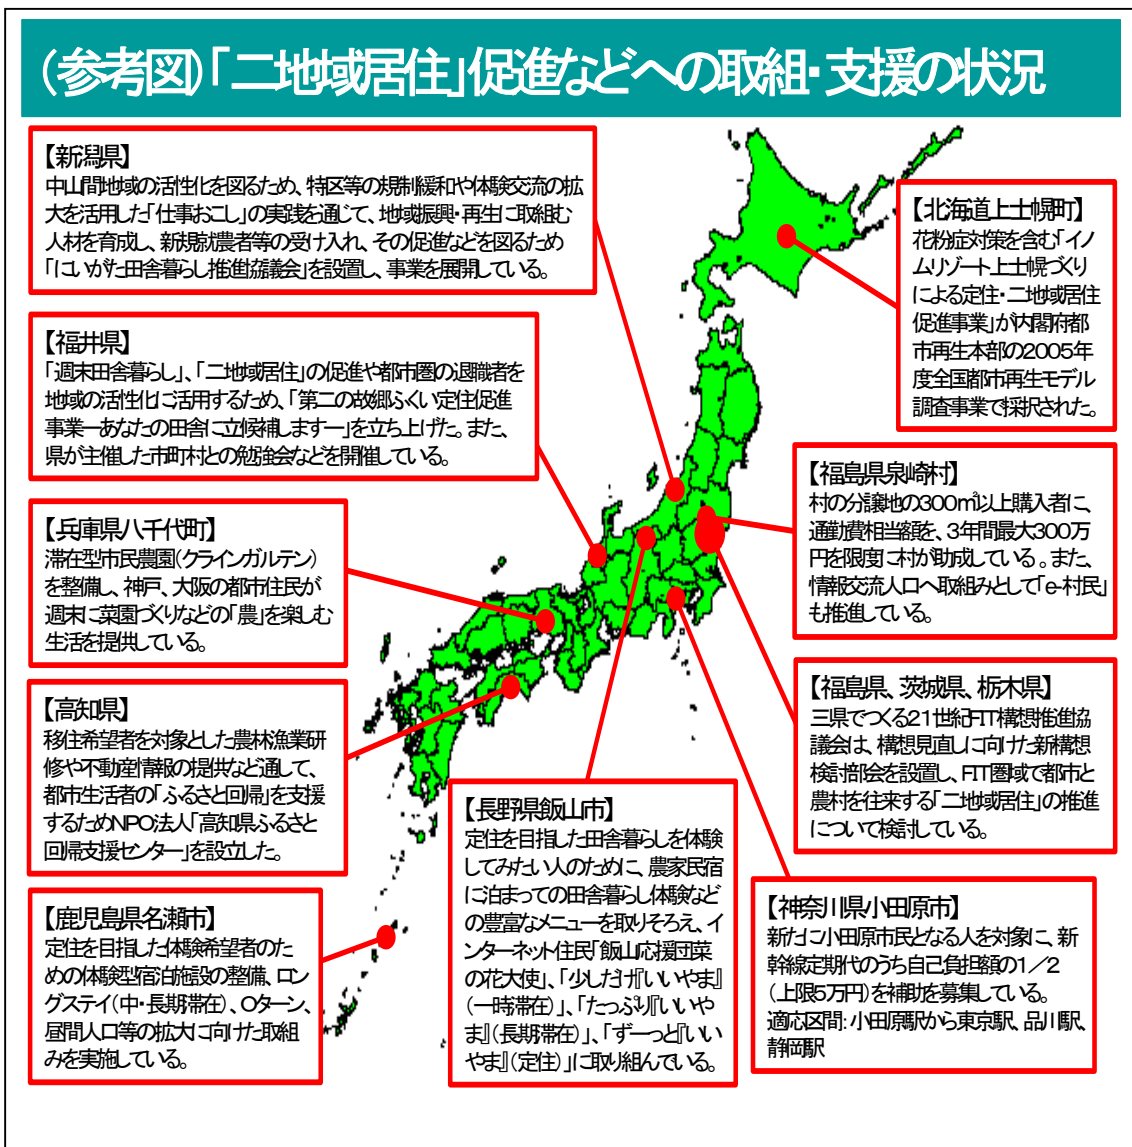 (参考図)「二地域居住」促進などへの取組・支援の状況
【新潟県】
中山間地域の活性化を図るため、特区等の規制緩和や体験交流の拡
大を活用した「仕事おこし」の実践を通じて、地域振興・再生に取組む
人材を育成し、新規就農者等の受け入れ、その促進などを図るため
「にいがた田舎暮らし推進協議会」を設置し、事業を展開している。
【北海道上士幌町】
花粉症対策を含む「イノ
ムリゾート上士幌づくり
による定住・二地域居住
促進事業」が内閣府都
市再生本部の2005年
度全国都市再生モデル
調査事業で採択された。
【福井県】
「週末田舎暮らし」、「二地域居住」の促進や都市圏の退職者を
地域の活性化に活用するため、「第二の故郷ふくい定住促進
事業―あなたの田舎に立候補します―」を立ち上げた。また、
県が主催した市町村との勉強会などを開催している。
【福島県泉崎村】
村の分譲地の300㎡以上購入者に、
通勤費相当額を、3年間最大300万
円を限度に村が助成している。また、
情報交流人口へ取組みとして「e-村民」
も推進している。
【兵庫県八千代町】
滞在型市民農園(クラインガルテン)
を整備し、神戸、大阪の都市住民が
週末に菜園づくりなどの「農」を楽しむ
生活を提供している。
【福島県、茨城県、栃木県】
三県でつくる21世紀FIT構想推進協
議会は、構想見直しに向けた新構想
検討部会を設置し、FIT圏域で都市と
農村を往来する「二地域居住」の推進
について検討している。
【高知県】
移住希望者を対象とした農林漁業研
修や不動産情報の提供など通して、
都市生活者の「ふるさと回帰」を支援
するためNPO法人「高知県ふるさと
回帰支援センター」を設立した。
【長野県飯山市】
定住を目指した田舎暮らしを体験
してみたい人のために、農家民宿
に泊まっての田舎暮らし体験など
の豊富なメニューを取りそろえ、イ
ンターネット住民「飯山応援団菜
の花大使」、「少しだけ『いいやま』
(一時滞在)」、「たっぷり『いいや
ま』(長期滞在)」、「ずーっと『いい
やま』(定住)」に取り組んでいる。
【鹿児島県名瀬市】
定住を目指した体験希望者のた
めの体験型宿泊施設の整備、ロン
グステイ(中・長期滞在)、Oターン、
昼間人口等の拡大に向けた取組
みを実施している。
【神奈川県小田原市】
新たに小田原市民となる人を対象に、新
幹線定期代のうち自己負担額の1／2
(上限5万円)を補助を募集している。
適応区間:小田原駅から東京駅、品川駅、
静岡駅